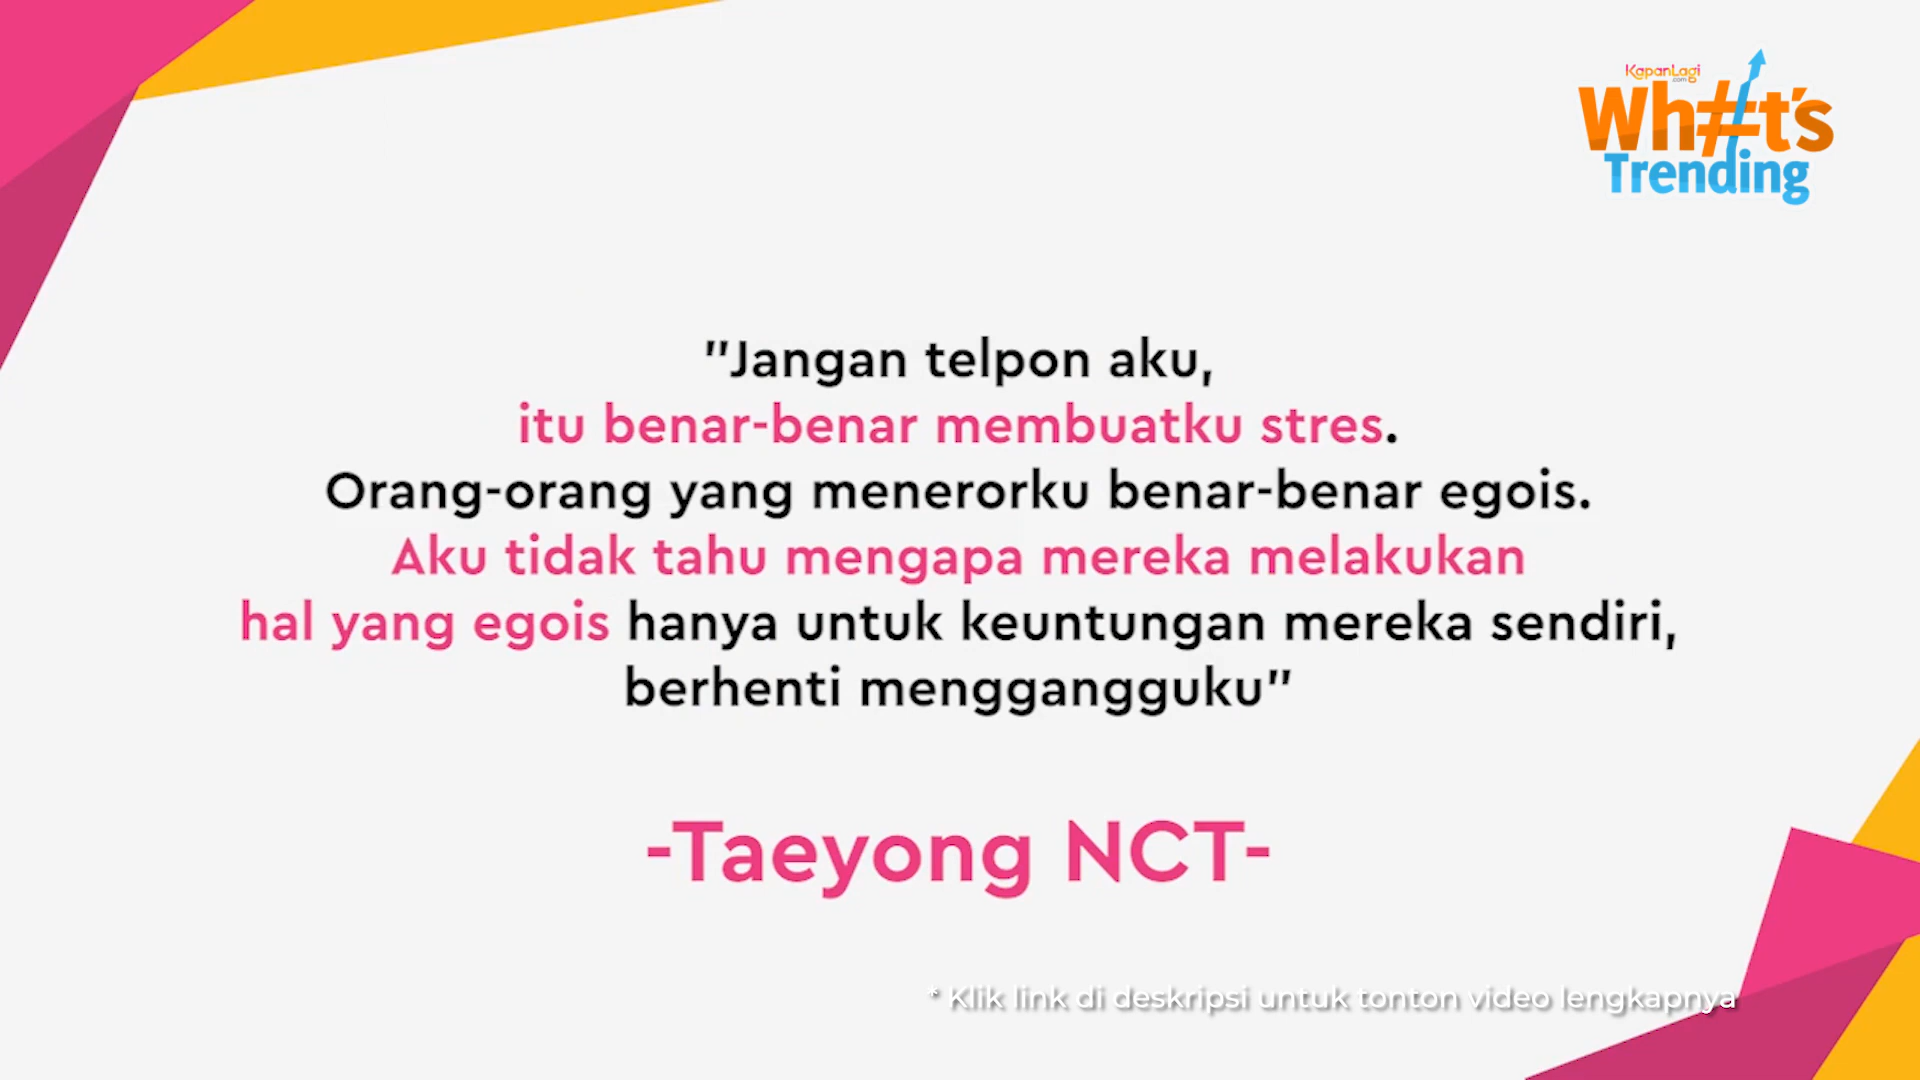 KapanLagi
.com
Wh#t's
Trending
"Jangan telpon aku,
itu benar-benar membuatku stres.
Orang-orang yang menerorku benar-benar egois.
Aku tidak tahu mengapa mereka melakukan
hal yang egois hanya untuk keuntungan mereka sendiri,
berhenti menggangguku"
-Taeyong NCT-
* Klik link di deskripsi untuk tonton video lengkapnya